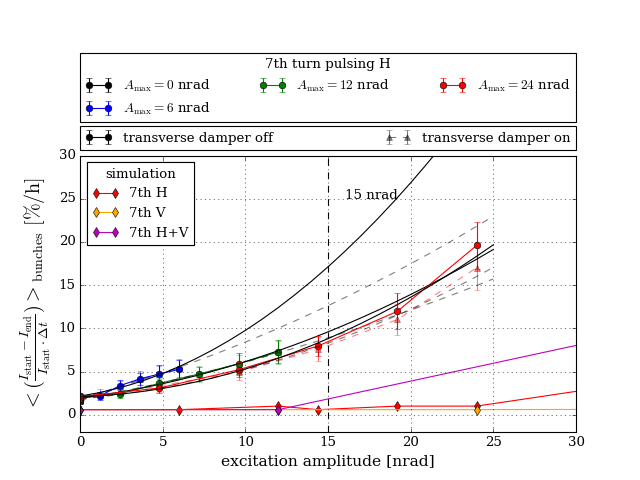 7th turn pulsing H
A_max = 0 nrad
A_max = 12 nrad
A_max = 24 nrad
A_max = 6 nrad
transverse damper off
transverse damper on
simulation
7th H
7th V
7th H+V
15 nrad
30
25
20
15
10
5
0
0 5 10 15 20 25 30
excitation amplitude [nrad]
< (I_start − I_end / I_start · Δt) >_bunches [%/h]